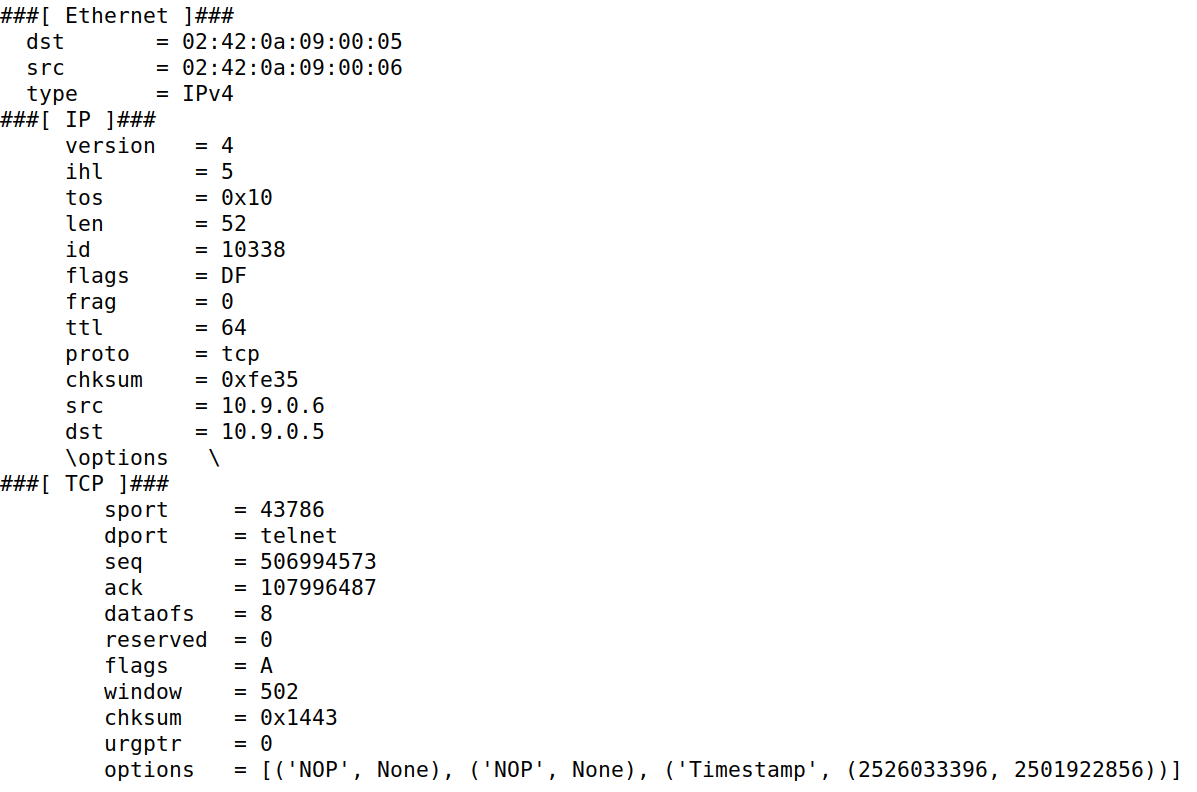 ###[ Ethernet ]###
  dst       = 02:42:0a:09:00:05
  src       = 02:42:0a:09:00:06
  type      = IPv4
###[ IP ]###
     version   = 4
     ihl       = 5
     tos       = 0x10
     len       = 52
     id        = 10338
     flags     = DF
     frag      = 0
     ttl       = 64
     proto     = tcp
     chksum    = 0xfe35
     src       = 10.9.0.6
     dst       = 10.9.0.5
     \options   \
###[ TCP ]###
        sport     = 43786
        dport     = telnet
        seq       = 506994573
        ack       = 107996487
        dataofs   = 8
        reserved  = 0
        flags     = A
        window    = 502
        chksum    = 0x1443
        urgptr    = 0
        options   = [('NOP', None), ('NOP', None), ('Timestamp', (2526033396, 2501922856))]